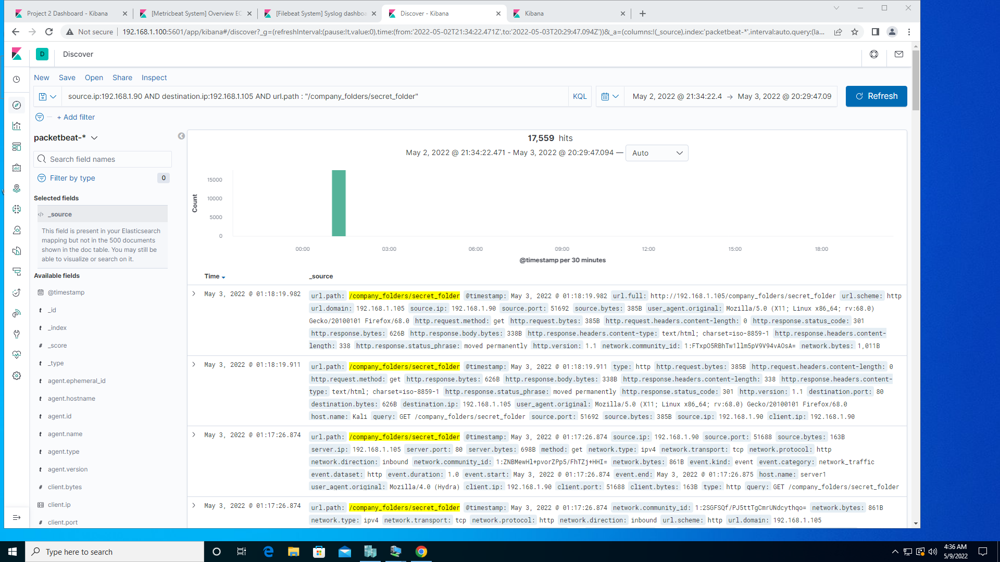 Project 2 Dashboard - Kibana
[Metricbeat System] Overview EC
[Filebeat System] Syslog dashboa
Discover - Kibana
Kibana
Not secure
192.168.1.100:5601/app/kibana#/discover?_g=(refreshInterval:(pause:!t,value:0),time:(from:'2022-05-02T21:34:22.471Z',to:'2022-05-03T20:29:47.094Z'))&_a=(columns:!(_source),index:'packetbeat-*',interval:auto,query:(la...
D
Discover
New Save Open Share Inspect
source.ip:192.168.1.90 AND destination.ip:192.168.1.105 AND url.path : "/company_folders/secret_folder"
KQL
May 2, 2022 @ 21:34:22.4 → May 3, 2022 @ 20:29:47.09
Refresh
+ Add filter
packetbeat-*
Search field names
Filter by type 0
Selected fields
_source
This field is present in your Elasticsearch
mapping but not in the 500 documents
shown in the doc table. You may still be
able to visualize or search on it.
Available fields
@timestamp
t _id
t _index
# _score
t _type
t agent.ephemeral_id
t agent.hostname
t agent.id
t agent.name
t agent.type
t agent.version
# client.bytes
client.ip
# client.port
17,559 hits
May 2, 2022 @ 21:34:22.471 - May 3, 2022 @ 20:29:47.094 — Auto
Count
15000
10000
5000
0
00:00 03:00 06:00 09:00 12:00 15:00 18:00
@timestamp per 30 minutes
Time _source
May 3, 2022 @ 01:18:19.982
url.path: /company_folders/secret_folder @timestamp: May 3, 2022 @ 01:18:19.982 url.full: http://192.168.1.105/company_folders/secret_folder url.scheme: http
url.domain: 192.168.1.105 source.ip: 192.168.1.90 source.port: 51692 source.bytes: 385B user_agent.original: Mozilla/5.0 (X11; Linux x86_64; rv:68.0)
Gecko/20100101 Firefox/68.0 http.request.method: get http.request.bytes: 385B http.request.headers.content-length: 0 http.response.status_code: 301
http.response.bytes: 626B http.response.body.bytes: 338B http.response.headers.content-type: text/html; charset=iso-8859-1 http.response.headers.content-
length: 338 http.response.status_phrase: moved permanently http.version: 1.1 network.community_id: 1:FTxpO5RBhTw1llm5pV9V94vAOsA= network.bytes: 1,011B
May 3, 2022 @ 01:18:19.911
url.path: /company_folders/secret_folder @timestamp: May 3, 2022 @ 01:18:19.911 type: http http.request.bytes: 385B http.request.headers.content-length: 0
http.request.method: get http.response.bytes: 626B http.response.body.bytes: 338B http.response.headers.content-length: 338 http.response.headers.content-
type: text/html; charset=iso-8859-1 http.response.status_phrase: moved permanently http.response.status_code: 301 http.version: 1.1 destination.port: 80
destination.bytes: 626B destination.ip: 192.168.1.105 user_agent.original: Mozilla/5.0 (X11; Linux x86_64; rv:68.0) Gecko/20100101 Firefox/68.0
host.name: Kali query: GET /company_folders/secret_folder source.port: 51692 source.bytes: 385B source.ip: 192.168.1.90 client.ip: 192.168.1.90
May 3, 2022 @ 01:17:26.874
url.path: /company_folders/secret_folder @timestamp: May 3, 2022 @ 01:17:26.874 source.ip: 192.168.1.90 source.port: 51688 source.bytes: 163B
server.ip: 192.168.1.105 server.port: 80 server.bytes: 698B method: get network.type: ipv4 network.transport: tcp network.protocol: http
network.direction: inbound network.community_id: 1:ZNBMewHl+pvorZPp5/FhTZj+HHI= network.bytes: 861B event.kind: event event.category: network_traffic
event.dataset: http event.duration: 1.0 event.start: May 3, 2022 @ 01:17:26.874 event.end: May 3, 2022 @ 01:17:26.875 host.name: server1
user_agent.original: Mozilla/4.0 (Hydra) client.ip: 192.168.1.90 client.port: 51688 client.bytes: 163B type: http query: GET /company_folders/secret_folder
May 3, 2022 @ 01:17:26.874
url.path: /company_folders/secret_folder @timestamp: May 3, 2022 @ 01:17:26.874 network.community_id: 1:2SGFSQf/PJ5ttTgCmrUNdcythqo= network.bytes: 861B
network.type: ipv4 network.transport: tcp network.protocol: http network.direction: inbound url.scheme: http url.domain: 192.168.1.105
Type here to search
4:36 AM
5/9/2022